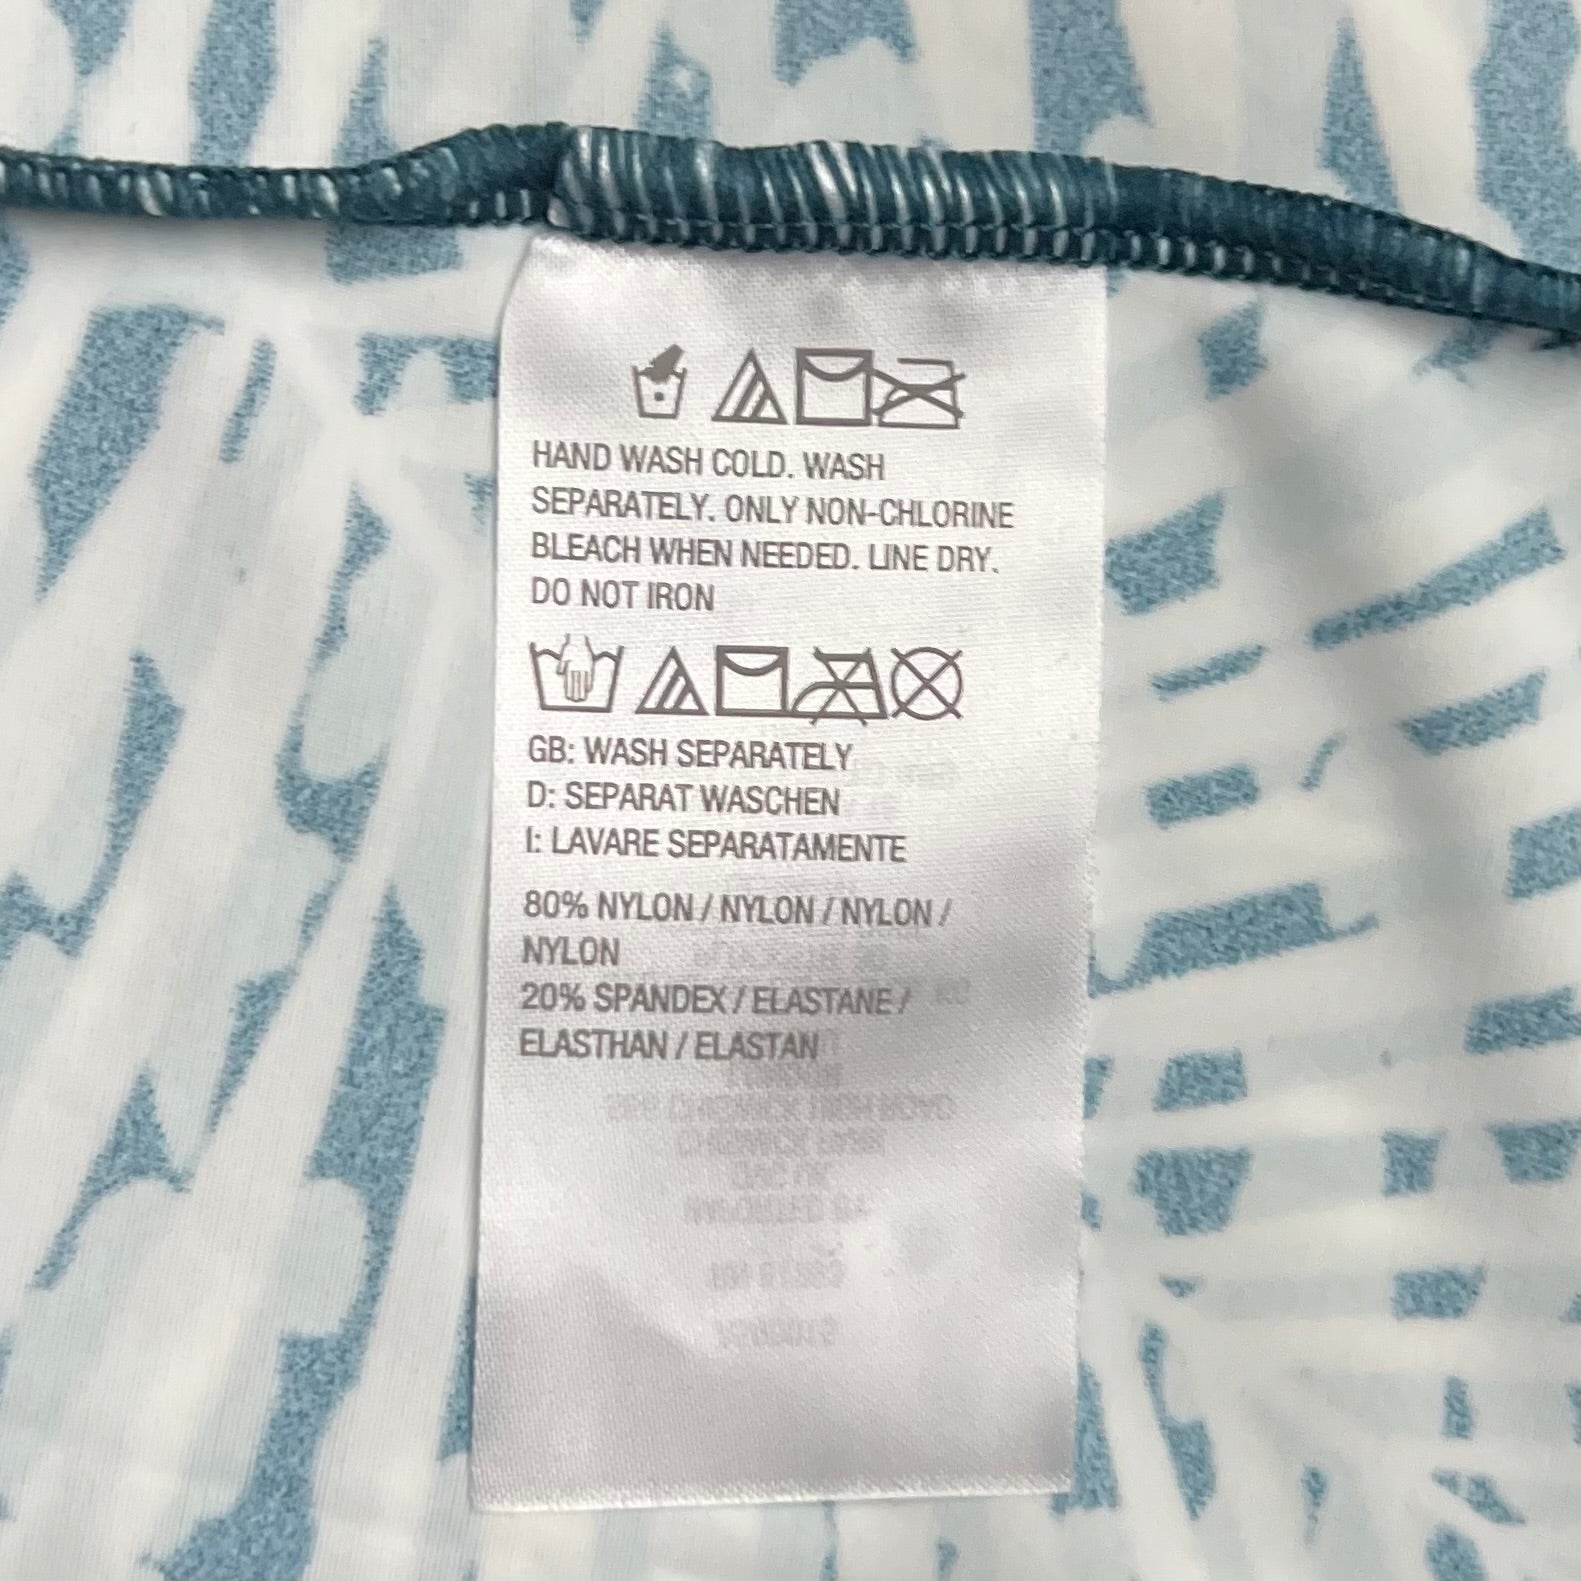 HAND WASH COLD. WASH
SEPARATELY. ONLY NON-CHLORINE
BLEACH WHEN NEEDED. LINE DRY.
DO NOT IRON
GB: WASH SEPARATELY
D: SEPARAT WASCHEN
I: LAVARE SEPARATAMENTE
80% NYLON / NYLON / NYLON /
NYLON
20% SPANDEX / ELASTANE /
ELASTHAN / ELASTAN